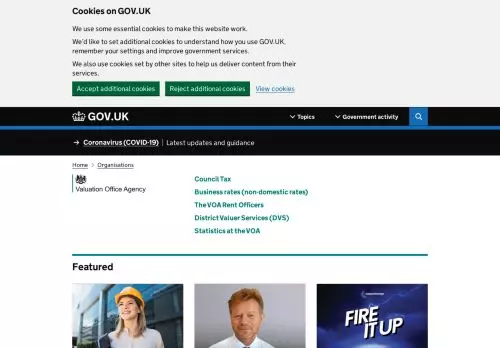 Cookies on GOV.UK
We use some essential cookies to make this website work.
We'd like to set additional cookies to understand how you use GOV.UK,
remember your settings and improve government services.
We also use cookies set by other sites to help us deliver content from their
services.
Accept additional cookies Reject additional cookies View cookies
GOV.UK Topics Government activity
→ Coronavirus (COVID-19) | Latest updates and guidance
Home > Organisations
Valuation Office Agency
Council Tax
Business rates (non-domestic rates)
The VOA Rent Officers
District Valuer Services (DVS)
Statistics at the VOA
Featured
FIRE
IT UP